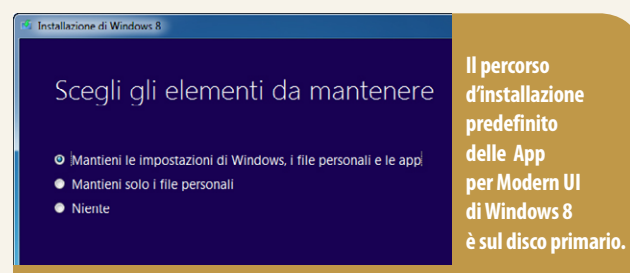 Installazione di Windows 8
Scegli gli elementi da mantenere
Mantieni le impostazioni di Windows, i file personali e le app
Mantieni solo i file personali
Niente
Il percorso
d'installazione
predefinito
delle App
per Modern UI
di Windows 8
è sul disco primario.